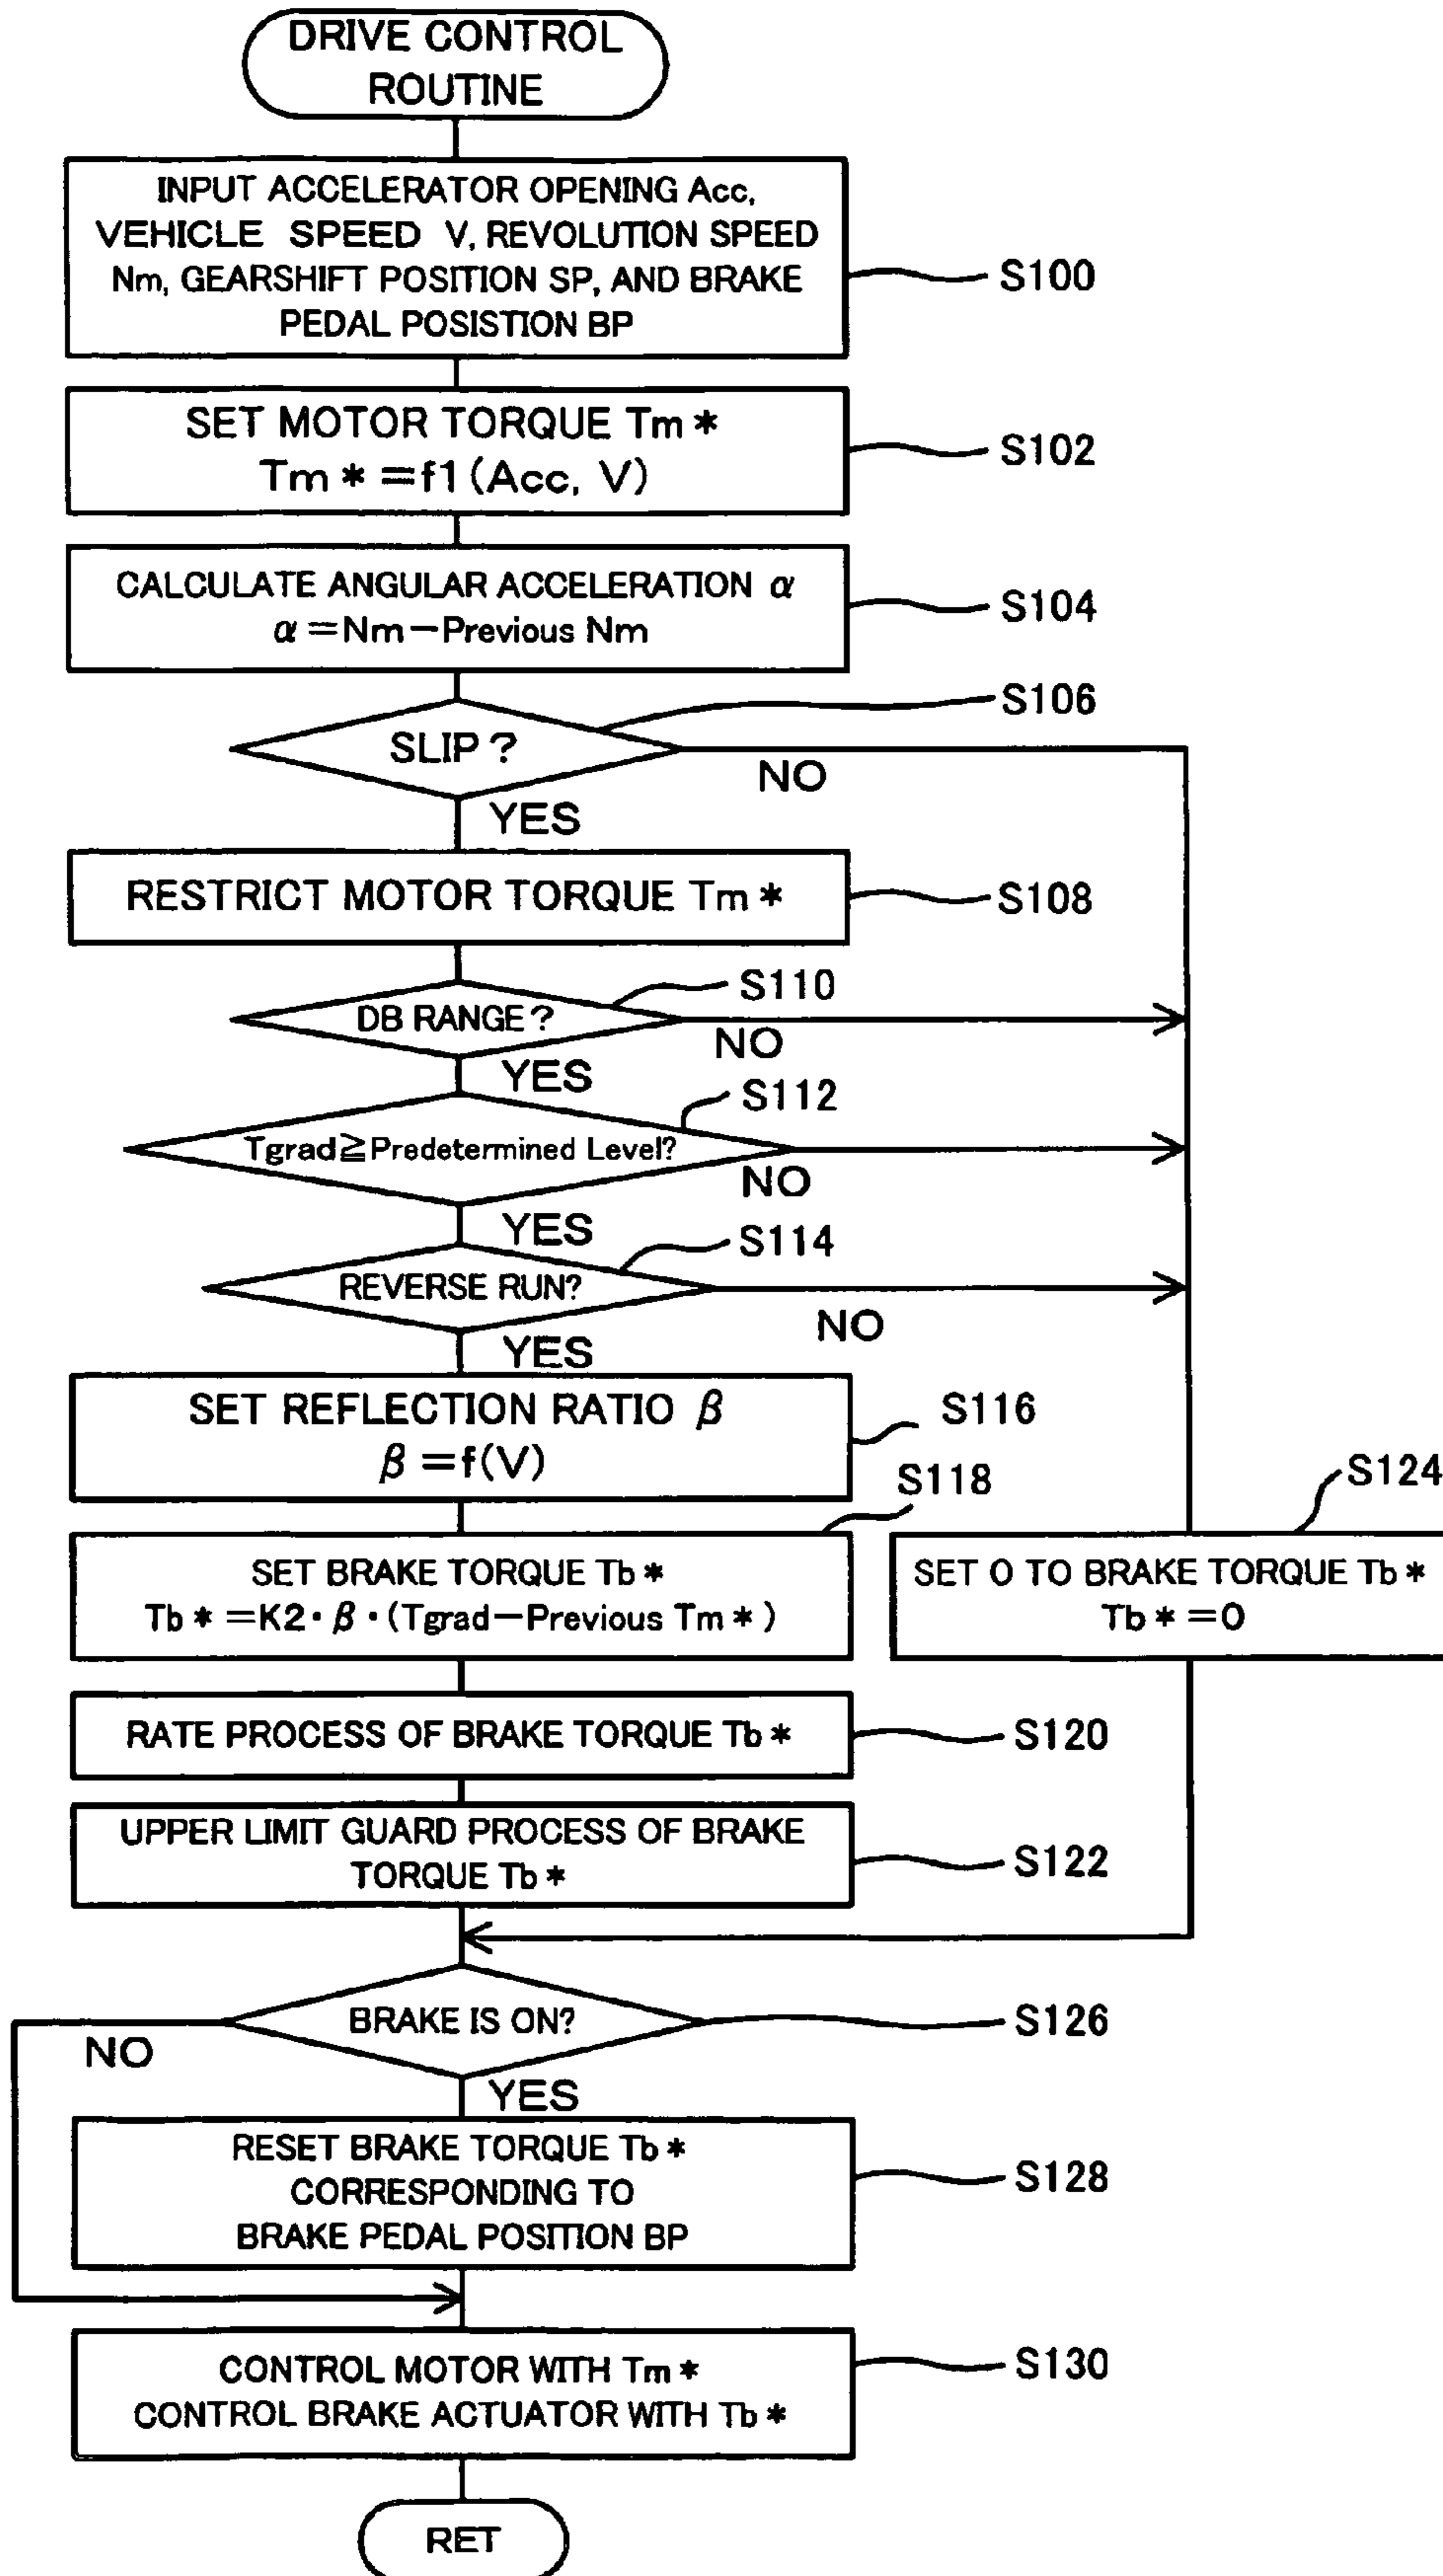 DRIVE CONTROL
ROUTINE
INPUT ACCELERATOR OPENING Acc,
VEHICLE SPEED V, REVOLUTION SPEED
Nm, GEARSHIFT POSITION SP, AND BRAKE
PEDAL POSISTION BP
S100
SET MOTOR TORQUE Tm*
Tm*=f1(Acc, V)
S102
CALCULATE ANGULAR ACCELERATION α
α=Nm-Previous Nm
S104
SLIP?
S106
NO
YES
RESTRICT MOTOR TORQUE Tm*
S108
DB RANGE?
S110
NO
YES
Tgrad≧Predetermined Level?
S112
NO
YES
REVERSE RUN?
S114
NO
YES
SET REFLECTION RATIO β
β=f(V)
S116
SET BRAKE TORQUE Tb*
Tb*=K2・β・(Tgrad-Previous Tm*)
S118
SET 0 TO BRAKE TORQUE Tb*
Tb*=0
S124
RATE PROCESS OF BRAKE TORQUE Tb*
S120
UPPER LIMIT GUARD PROCESS OF BRAKE
TORQUE Tb*
S122
BRAKE IS ON?
S126
NO
YES
RESET BRAKE TORQUE Tb*
CORRESPONDING TO
BRAKE PEDAL POSITION BP
S128
CONTROL MOTOR WITH Tm*
CONTROL BRAKE ACTUATOR WITH Tb*
S130
RET